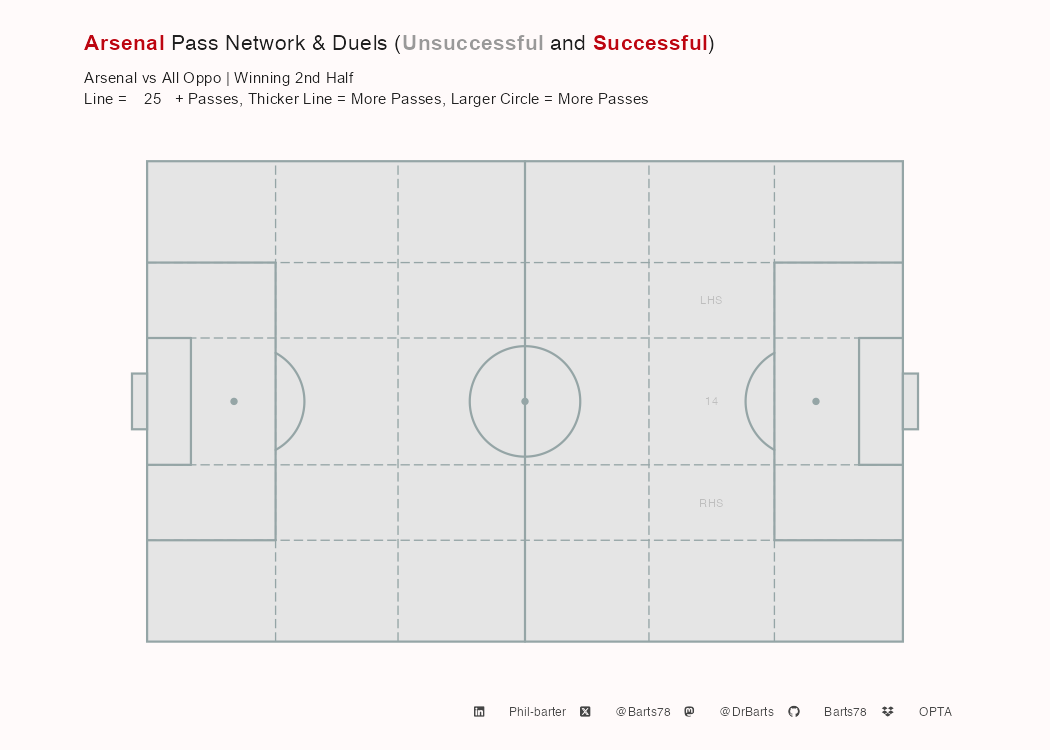 Arsenal Pass Network & Duels (Unsuccessful and Successful)
Arsenal vs All Oppo | Winning 2nd Half
Line = 25 + Passes, Thicker Line = More Passes, Larger Circle = More Passes
LHS
14
RHS
Phil-barter @Barts78 @DrBarts Barts78 OPTA